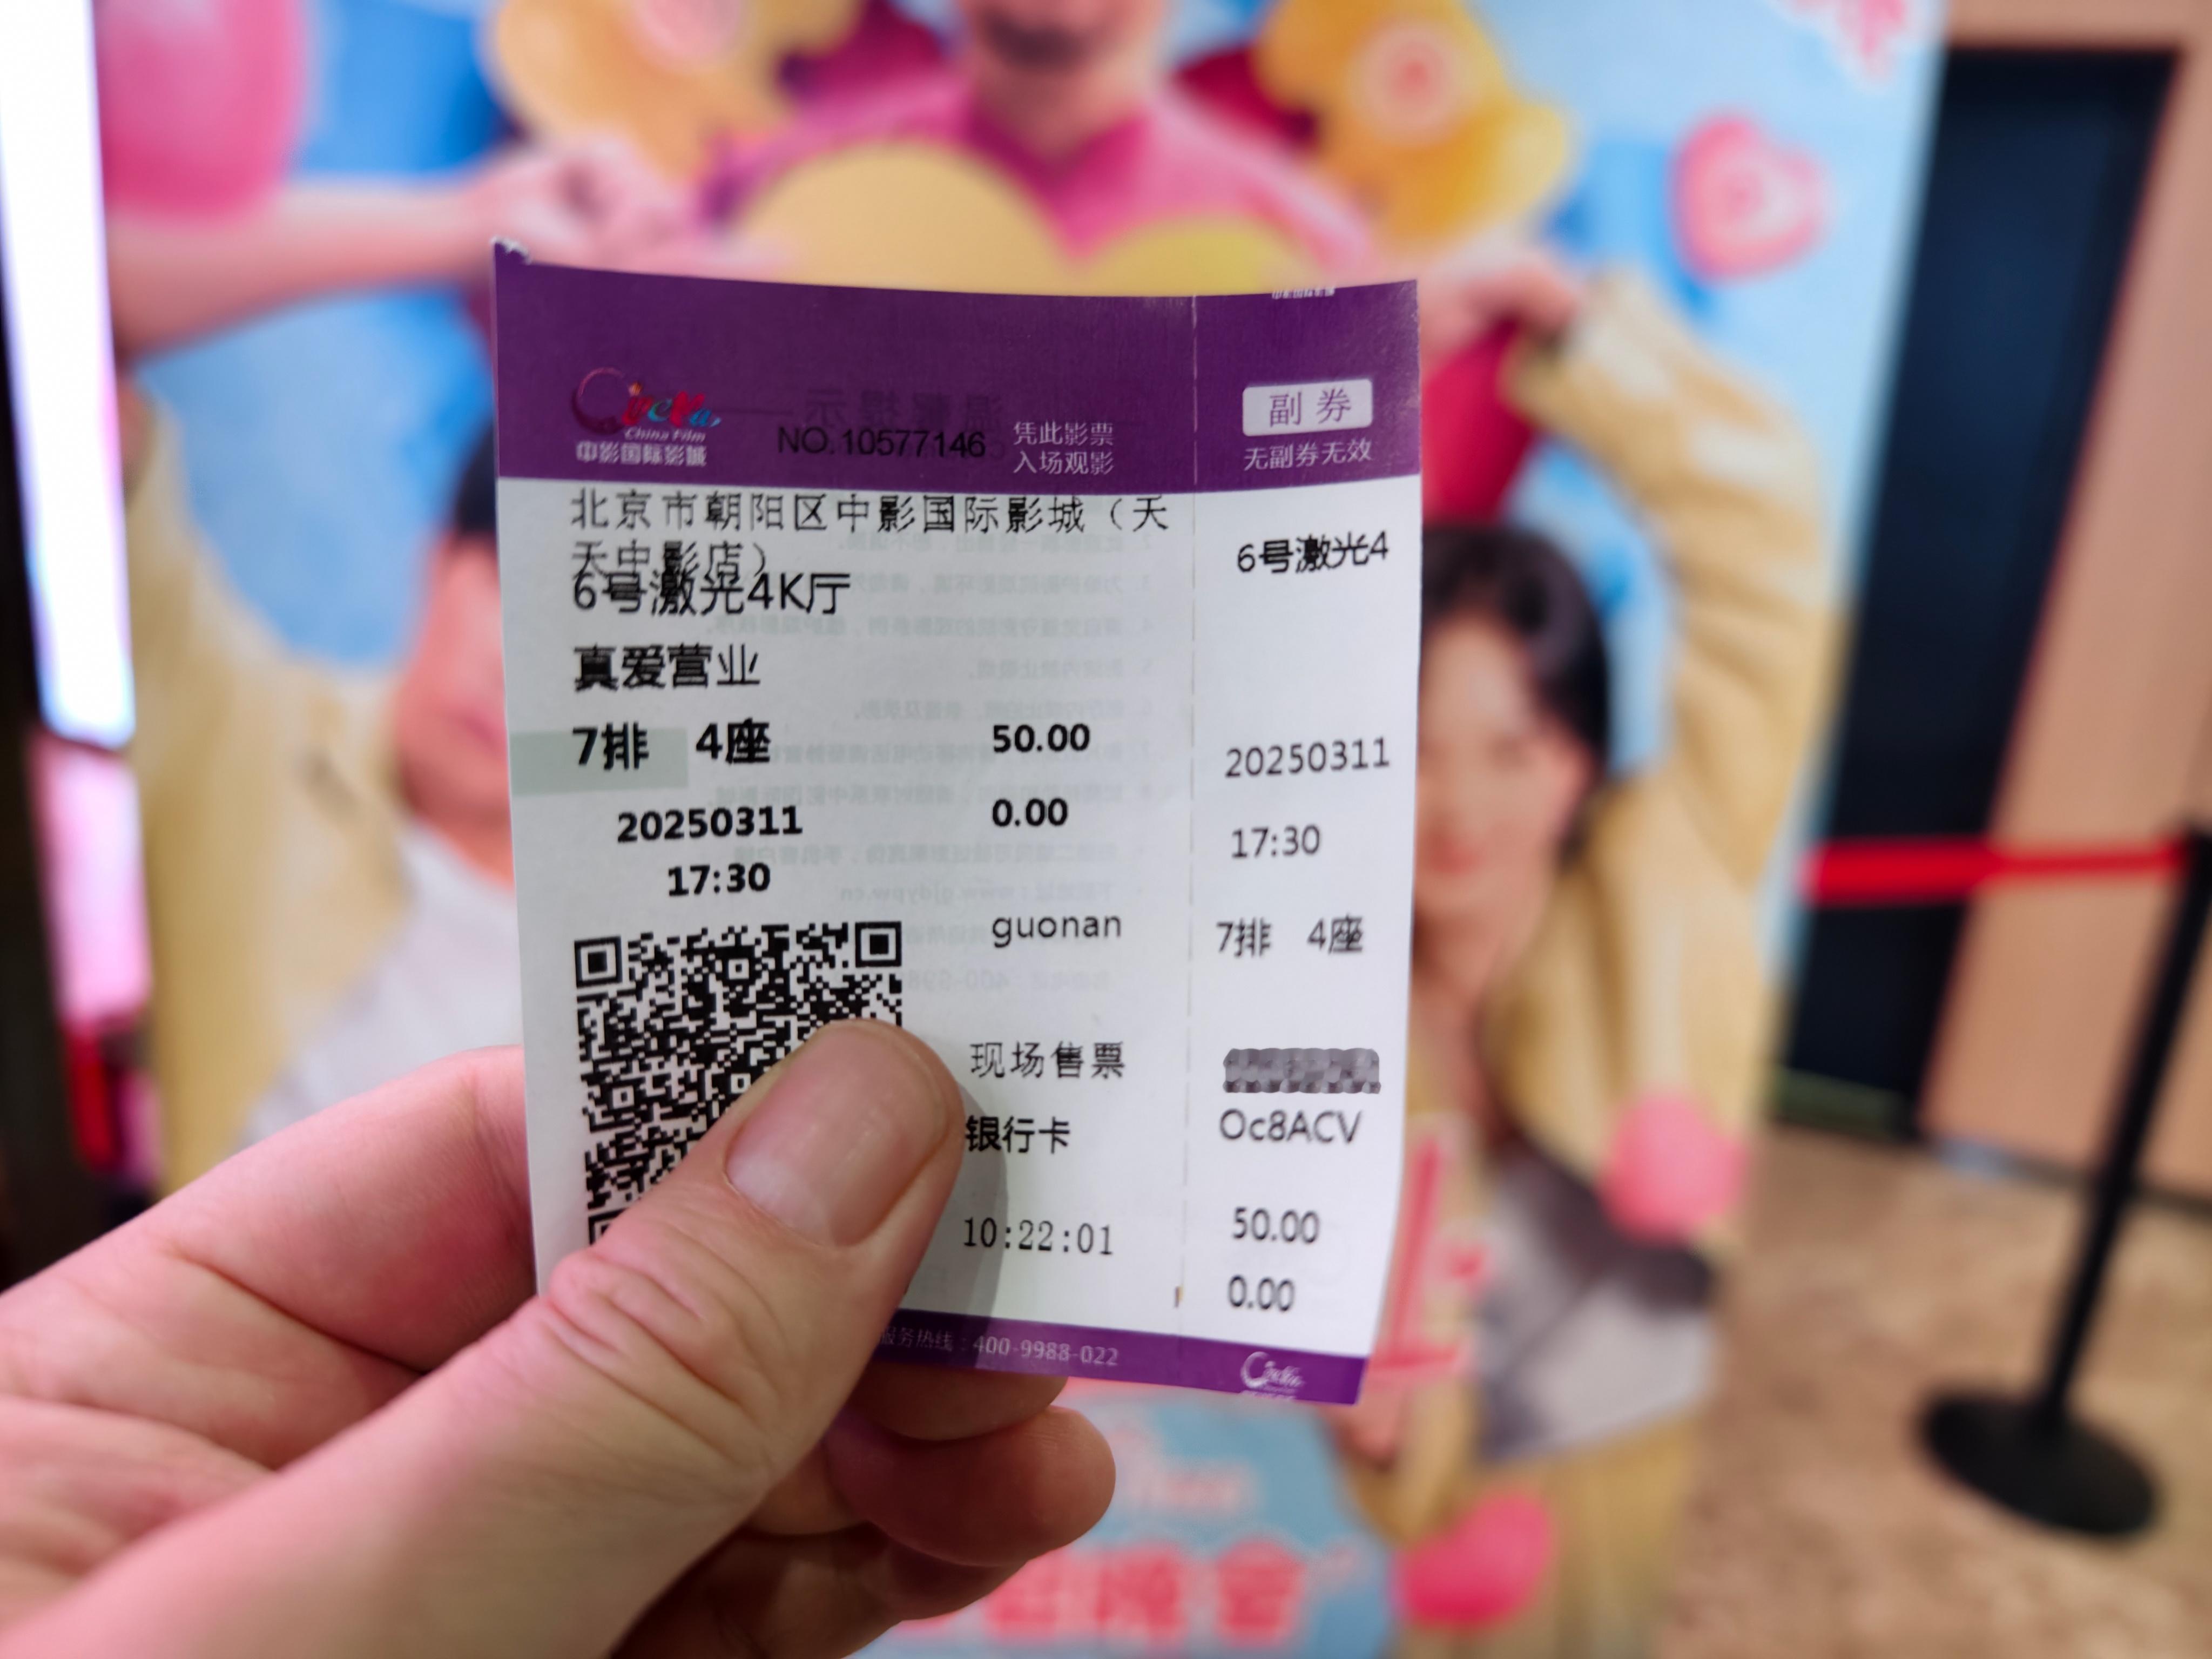 Cinema
China Film
中影国际影城
NO.10577146
凭此影票
入场观影
副券
无副券无效
北京市朝阳区中影国际影城（天
天中影店）
6号激光4K厅
真爱营业
7排 4座 50.00
20250311 0.00
17:30
guonan
现场售票
银行卡
10:22:01
服务热线：400-9988-022
6号激光4
20250311
17:30
7排 4座
Oc8ACV
50.00
0.00